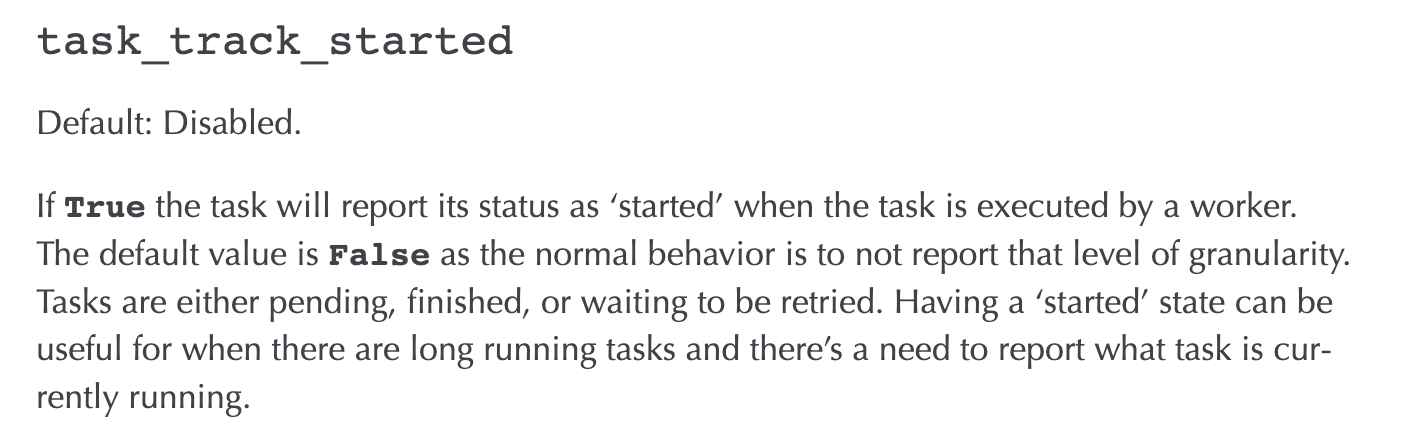 task_track_started
Default: Disabled.
If True the task will report its status as ‘started’ when the task is executed by a worker.
The default value is False as the normal behavior is to not report that level of granularity.
Tasks are either pending, finished, or waiting to be retried. Having a ‘started’ state can be
useful for when there are long running tasks and there’s a need to report what task is cur-
rently running.